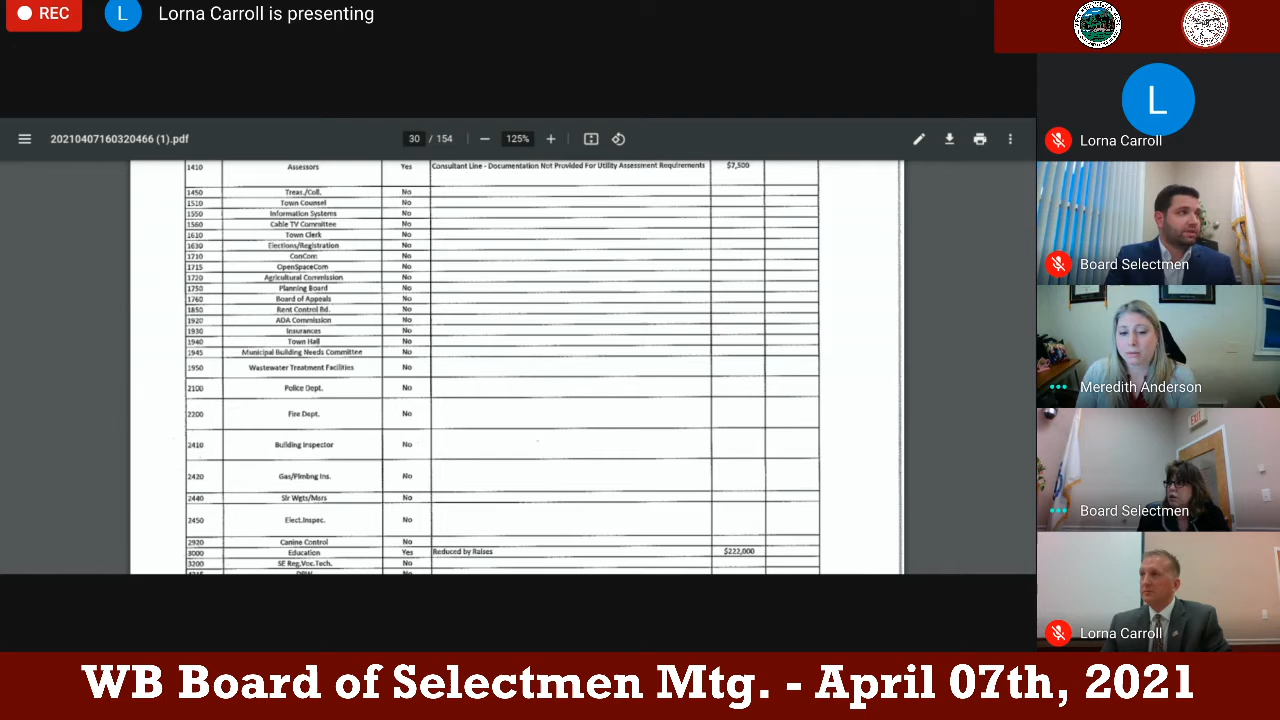 REC
L
Lorna Carroll is presenting
20210407160320466 (1).pdf
30 / 154
125%
1410 Assessors Yes Consultant Line - Documentation Not Provided For Utility Assessment Requirements $7,500
1450 Treas./Coll. No
1510 Town Counsel No
1550 Information Systems No
1560 Cable TV Committee No
1610 Town Clerk No
1630 Elections/Registration No
1710 ConCom No
1715 OpenSpaceCom No
1720 Agricultural Commission No
1750 Planning Board No
1760 Board of Appeals No
1850 Rent Control Bd. No
1920 ADA Commission No
1930 Insurances No
1940 Town Hall No
1945 Municipal Building Needs Committee No
1950 Wastewater Treatment Facilities No
2100 Police Dept. No
2200 Fire Dept. No
2410 Building Inspector No
2420 Gas/Plmbng Ins. No
2440 Slr Wgts/Msrs No
2450 Elect.Inspec. No
2920 Canine Control No
3000 Education Yes Reduced by Raises $222,000
3200 SE Reg.Voc.Tech. No
L
Lorna Carroll
Board Selectmen
Meredith Anderson
EXIT
Board Selectmen
Lorna Carroll
WB Board of Selectmen Mtg. - April 07th, 2021